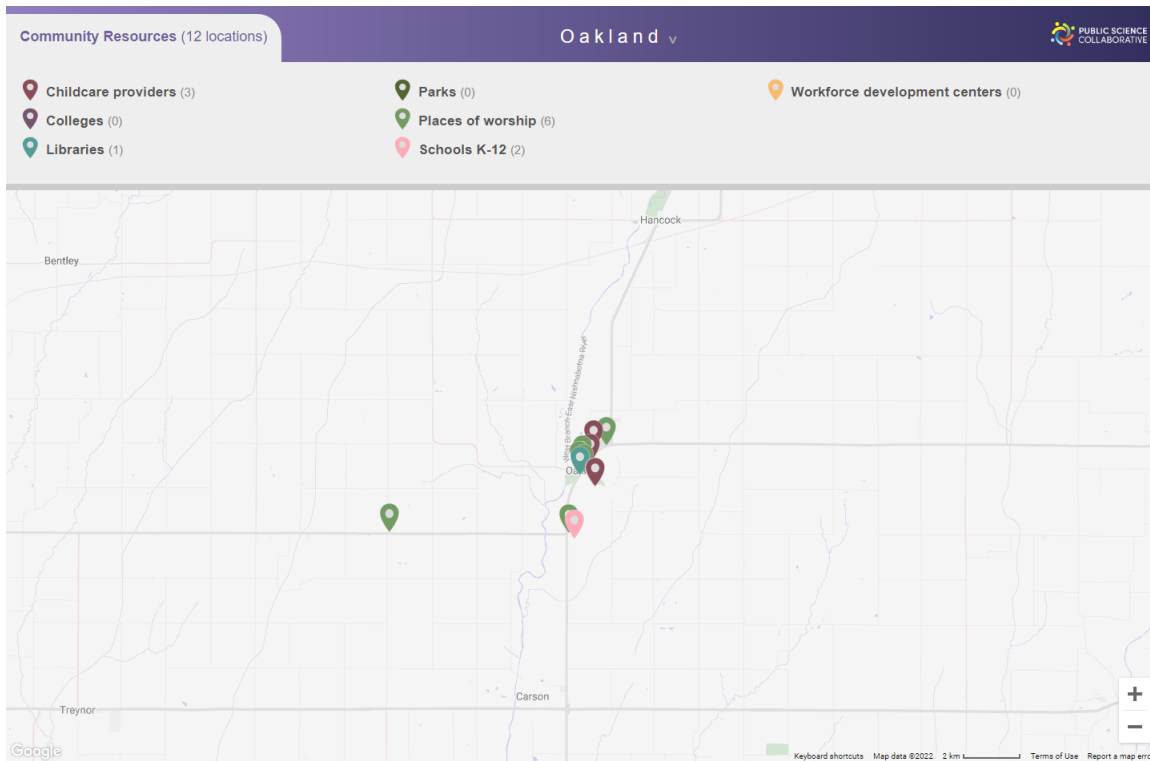 Community Resources (12 locations)
Oakland v
PUBLIC SCIENCE
COLLABORATIVE
Childcare providers (3)
Parks (0)
Workforce development centers (0)
Colleges (0)
Places of worship (6)
Libraries (1)
Schools K-12 (2)
Hancock
Bentley
West Branch East Nishnabotna River
Carson
Treynor
+
−
Google
Keyboard shortcuts Map data ©2022 2 km Terms of Use Report a map